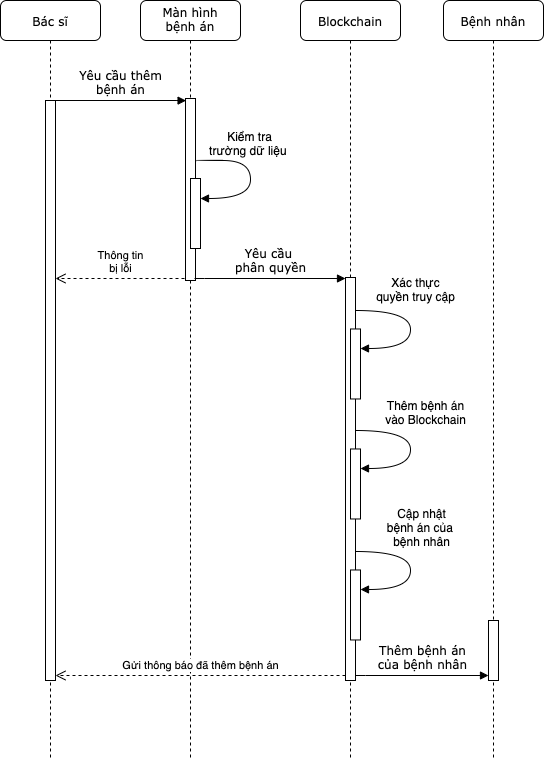 Bác sĩ
Màn hình
bệnh án
Blockchain
Bệnh nhân
Yêu cầu thêm
bệnh án
Kiểm tra
trường dữ liệu
Thông tin
bị lỗi
Yêu cầu
phân quyền
Xác thực
quyền truy cập
Thêm bệnh án
vào Blockchain
Cập nhật
bệnh án của
bệnh nhân
Gửi thông báo đã thêm bệnh án
Thêm bệnh án
của bệnh nhân